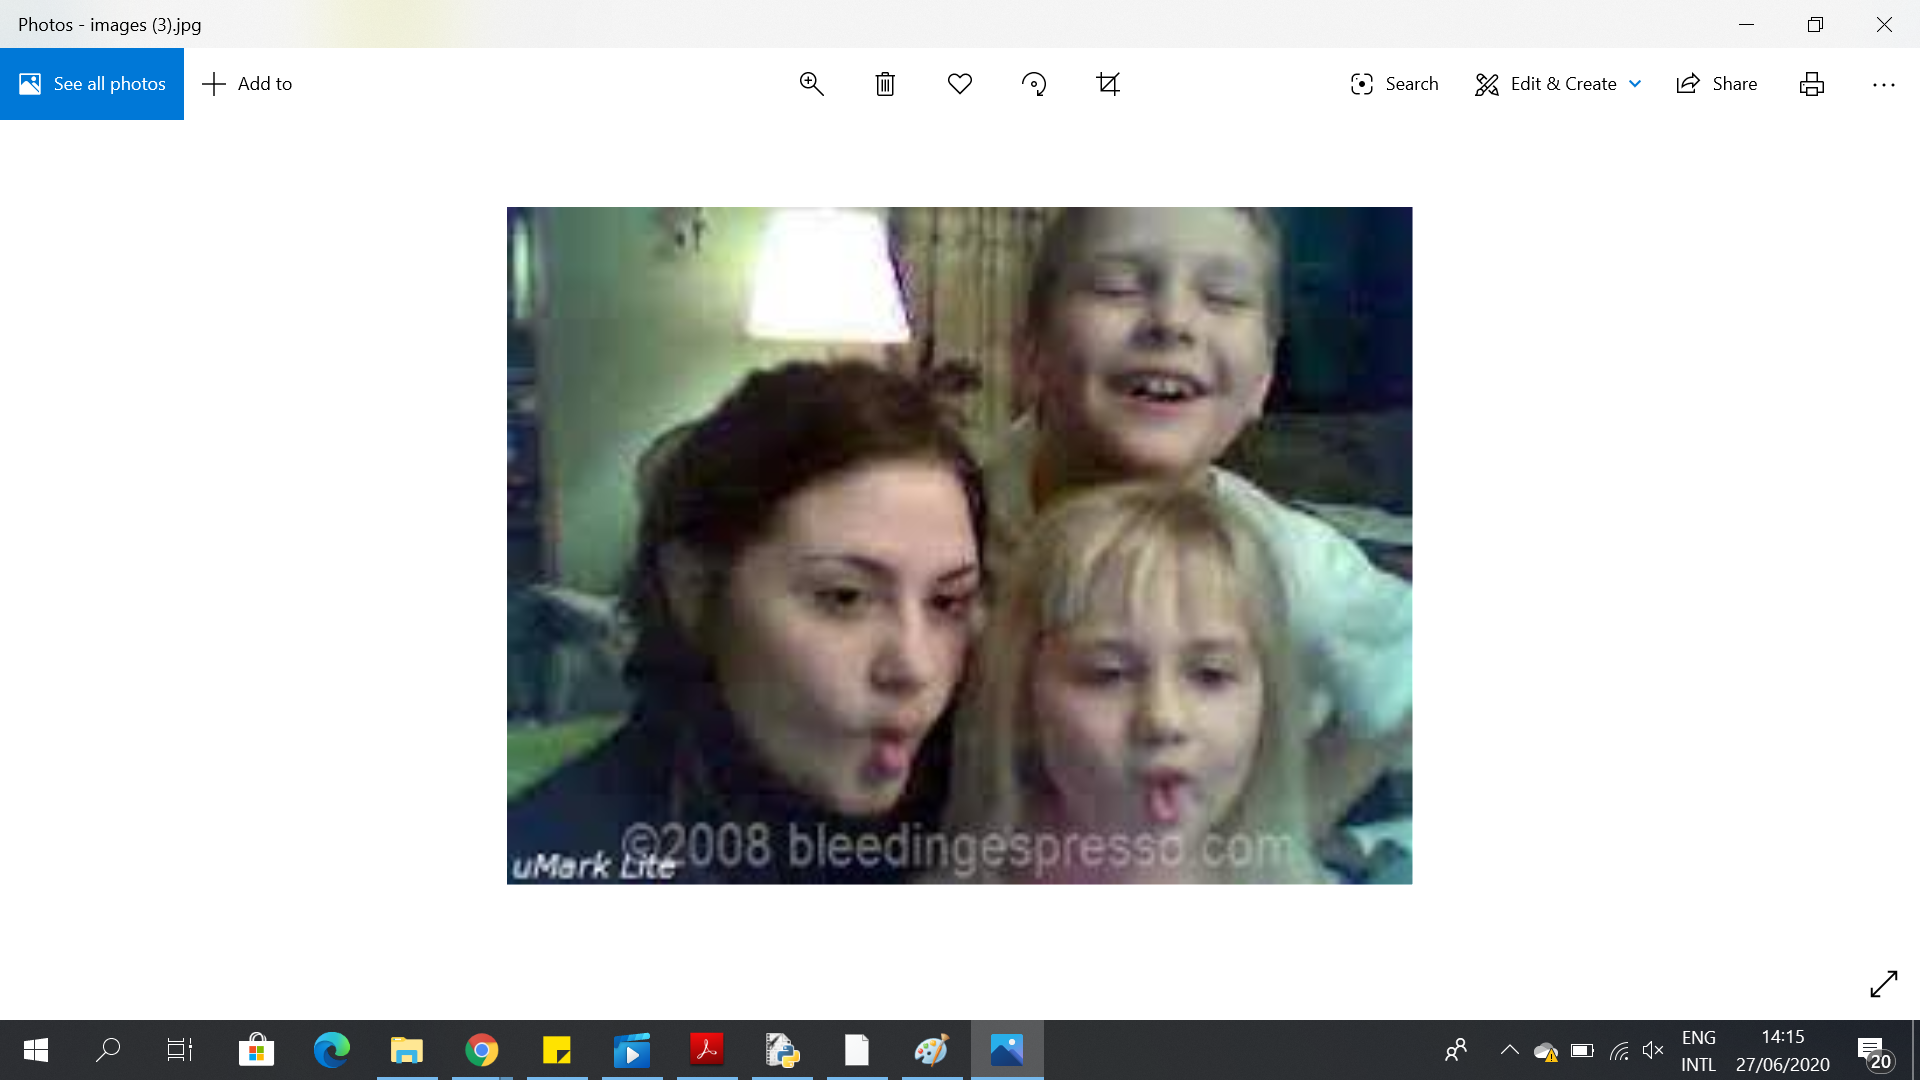 Photos - images (3).jpg
See all photos
Add to
Search
Edit & Create
Share
©2008 bleedingespresso.com
uMark Lite
ENG
INTL
14:15
27/06/2020
20